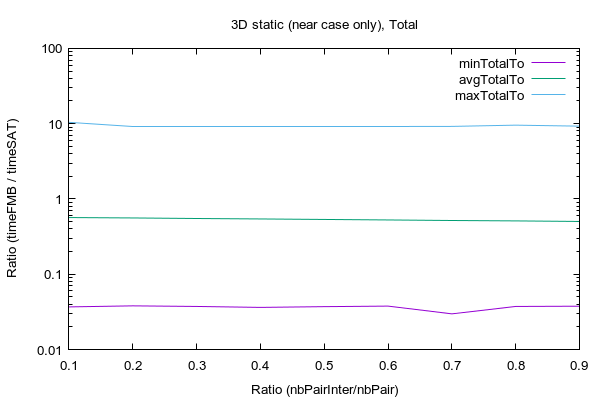 3D static (near case only), Total
Ratio (timeFMB / timeSAT)
100
10
1
0.1
0.01
minTotalTo
avgTotalTo
maxTotalTo
0.1 0.2 0.3 0.4 0.5 0.6 0.7 0.8 0.9
Ratio (nbPairInter/nbPair)